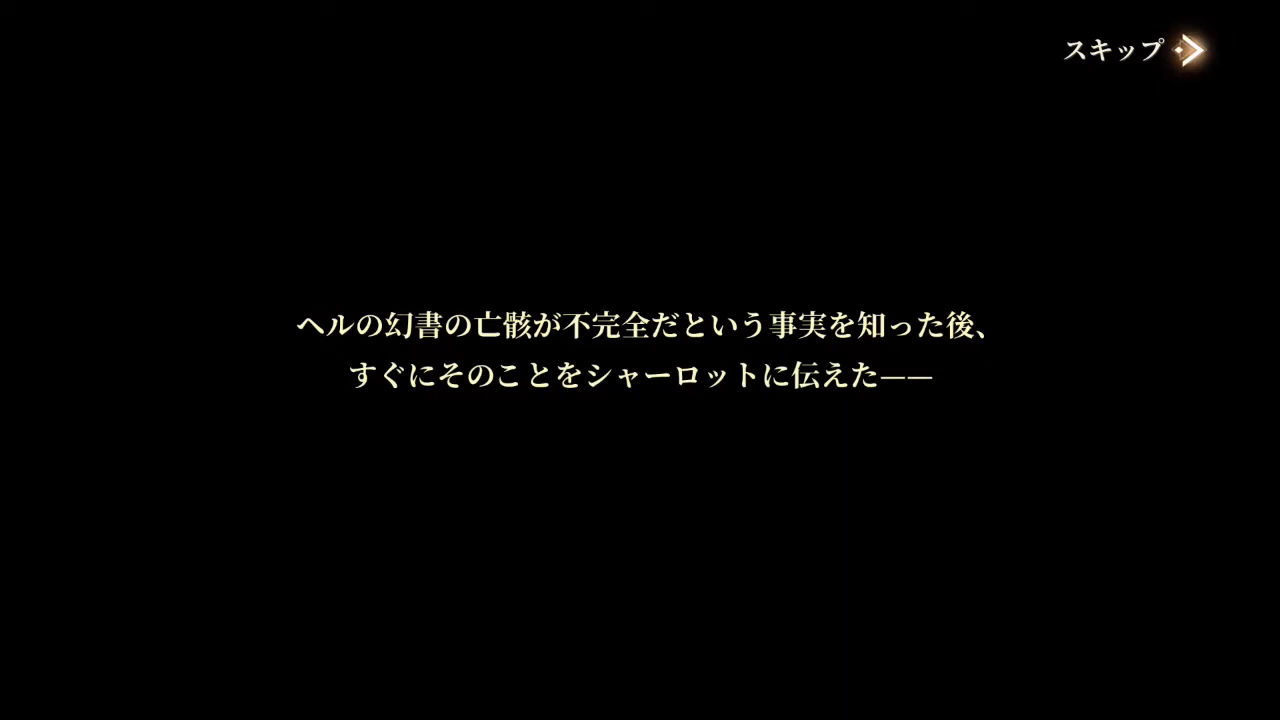 スキップ
ヘルの幻書の亡骸が不完全だという事実を知った後、
すぐにそのことをシャーロットに伝えた——